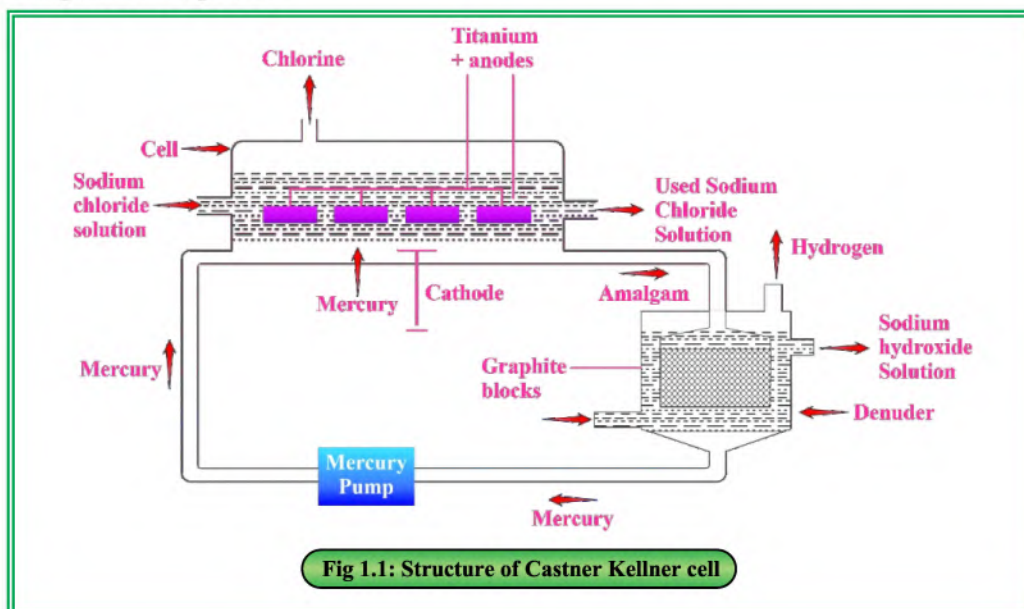 Titanium
+ anodes
Chlorine
Cell
Sodium
chloride
solution
Used Sodium
Chloride
Solution
Hydrogen
Mercury
Cathode
Amalgam
Sodium
hydroxide
Solution
Graphite
blocks
Mercury
Denuder
Mercury
Pump
Mercury
Fig 1.1: Structure of Castner Kellner cell